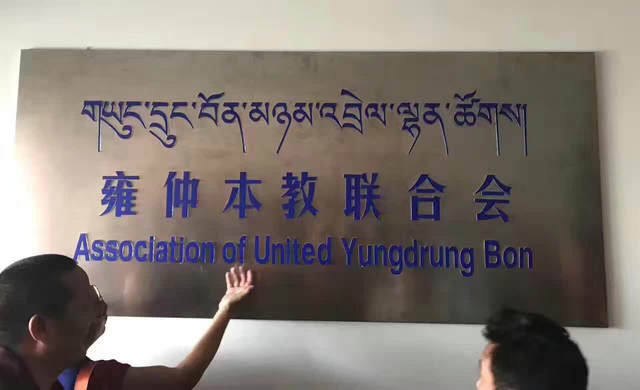 གཡུང་དྲུང་བོན་མཉམ་འབྲེལ་ལྷན་ཚོགས།
雍仲本教联合会
Association of United Yungdrung Bon